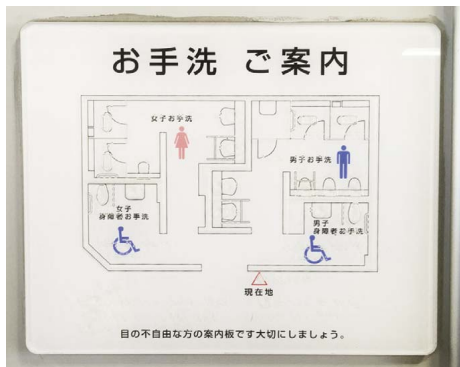 お手洗 ご案内
女子お手洗
男子お手洗
女子
身障者お手洗
男子
身障者お手洗
現在地
目の不自由な方の案内板です大切にしましょう。